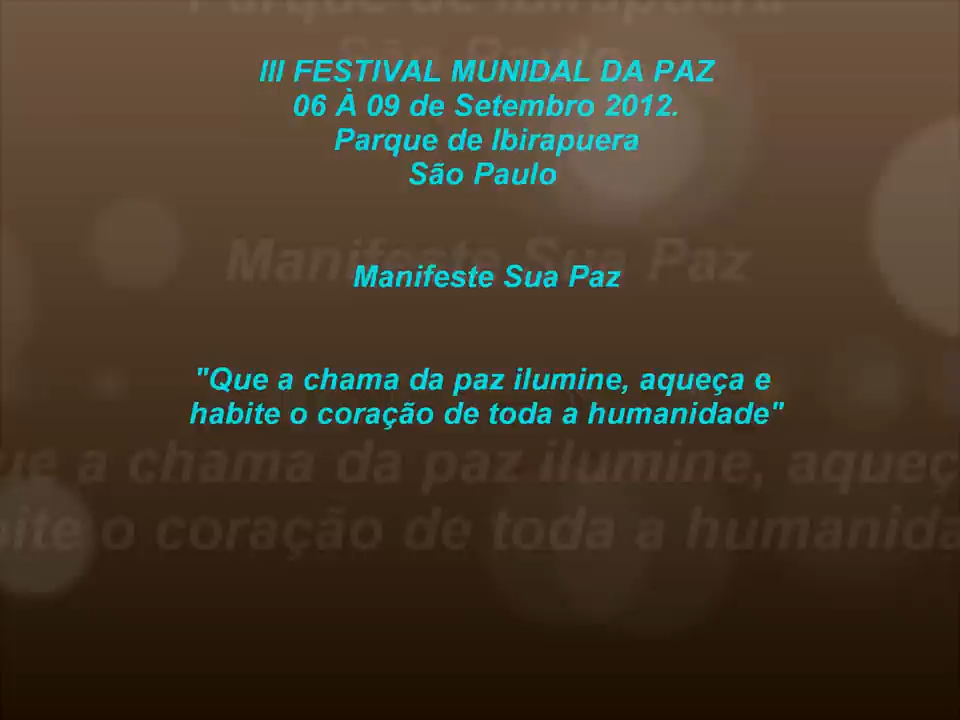 III FESTIVAL MUNIDAL DA PAZ
06 À 09 de Setembro 2012.
Parque de Ibirapuera
São Paulo
Manifeste Sua Paz
"Que a chama da paz ilumine, aqueça e
habite o coração de toda a humanidade"